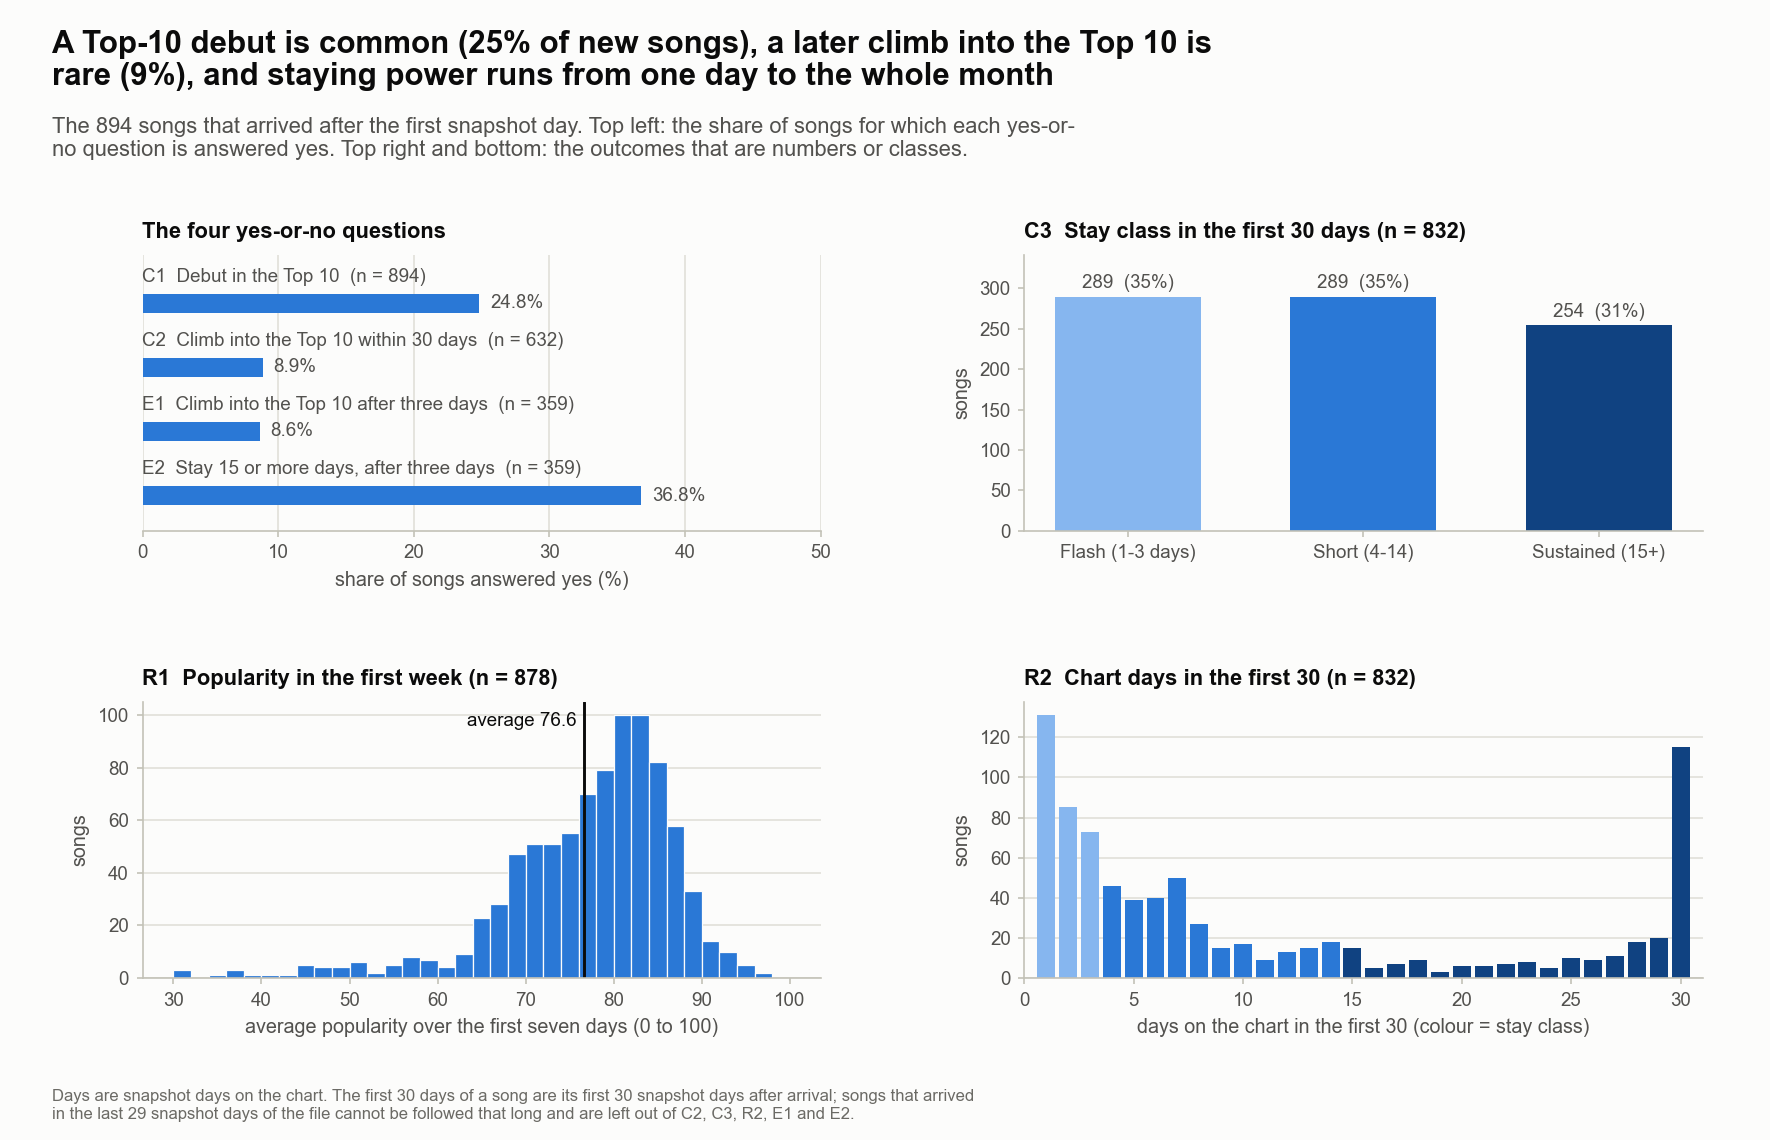 A Top-10 debut is common (25% of new songs), a later climb into the Top 10 is
rare (9%), and staying power runs from one day to the whole month
The 894 songs that arrived after the first snapshot day. Top left: the share of songs for which each yes-or-
no question is answered yes. Top right and bottom: the outcomes that are numbers or classes.
The four yes-or-no questions
C1  Debut in the Top 10  (n = 894)
24.8%
C2  Climb into the Top 10 within 30 days  (n = 632)
8.9%
E1  Climb into the Top 10 after three days  (n = 359)
8.6%
E2  Stay 15 or more days, after three days  (n = 359)
36.8%
0 10 20 30 40 50
share of songs answered yes (%)
C3  Stay class in the first 30 days (n = 832)
289  (35%) 289  (35%) 254  (31%)
300
250
200
150
100
50
0
songs
Flash (1-3 days) Short (4-14) Sustained (15+)
R1  Popularity in the first week (n = 878)
average 76.6
100
80
60
40
20
0
songs
30 40 50 60 70 80 90 100
average popularity over the first seven days (0 to 100)
R2  Chart days in the first 30 (n = 832)
120
100
80
60
40
20
0
songs
0 5 10 15 20 25 30
days on the chart in the first 30 (colour = stay class)
Days are snapshot days on the chart. The first 30 days of a song are its first 30 snapshot days after arrival; songs that arrived
in the last 29 snapshot days of the file cannot be followed that long and are left out of C2, C3, R2, E1 and E2.